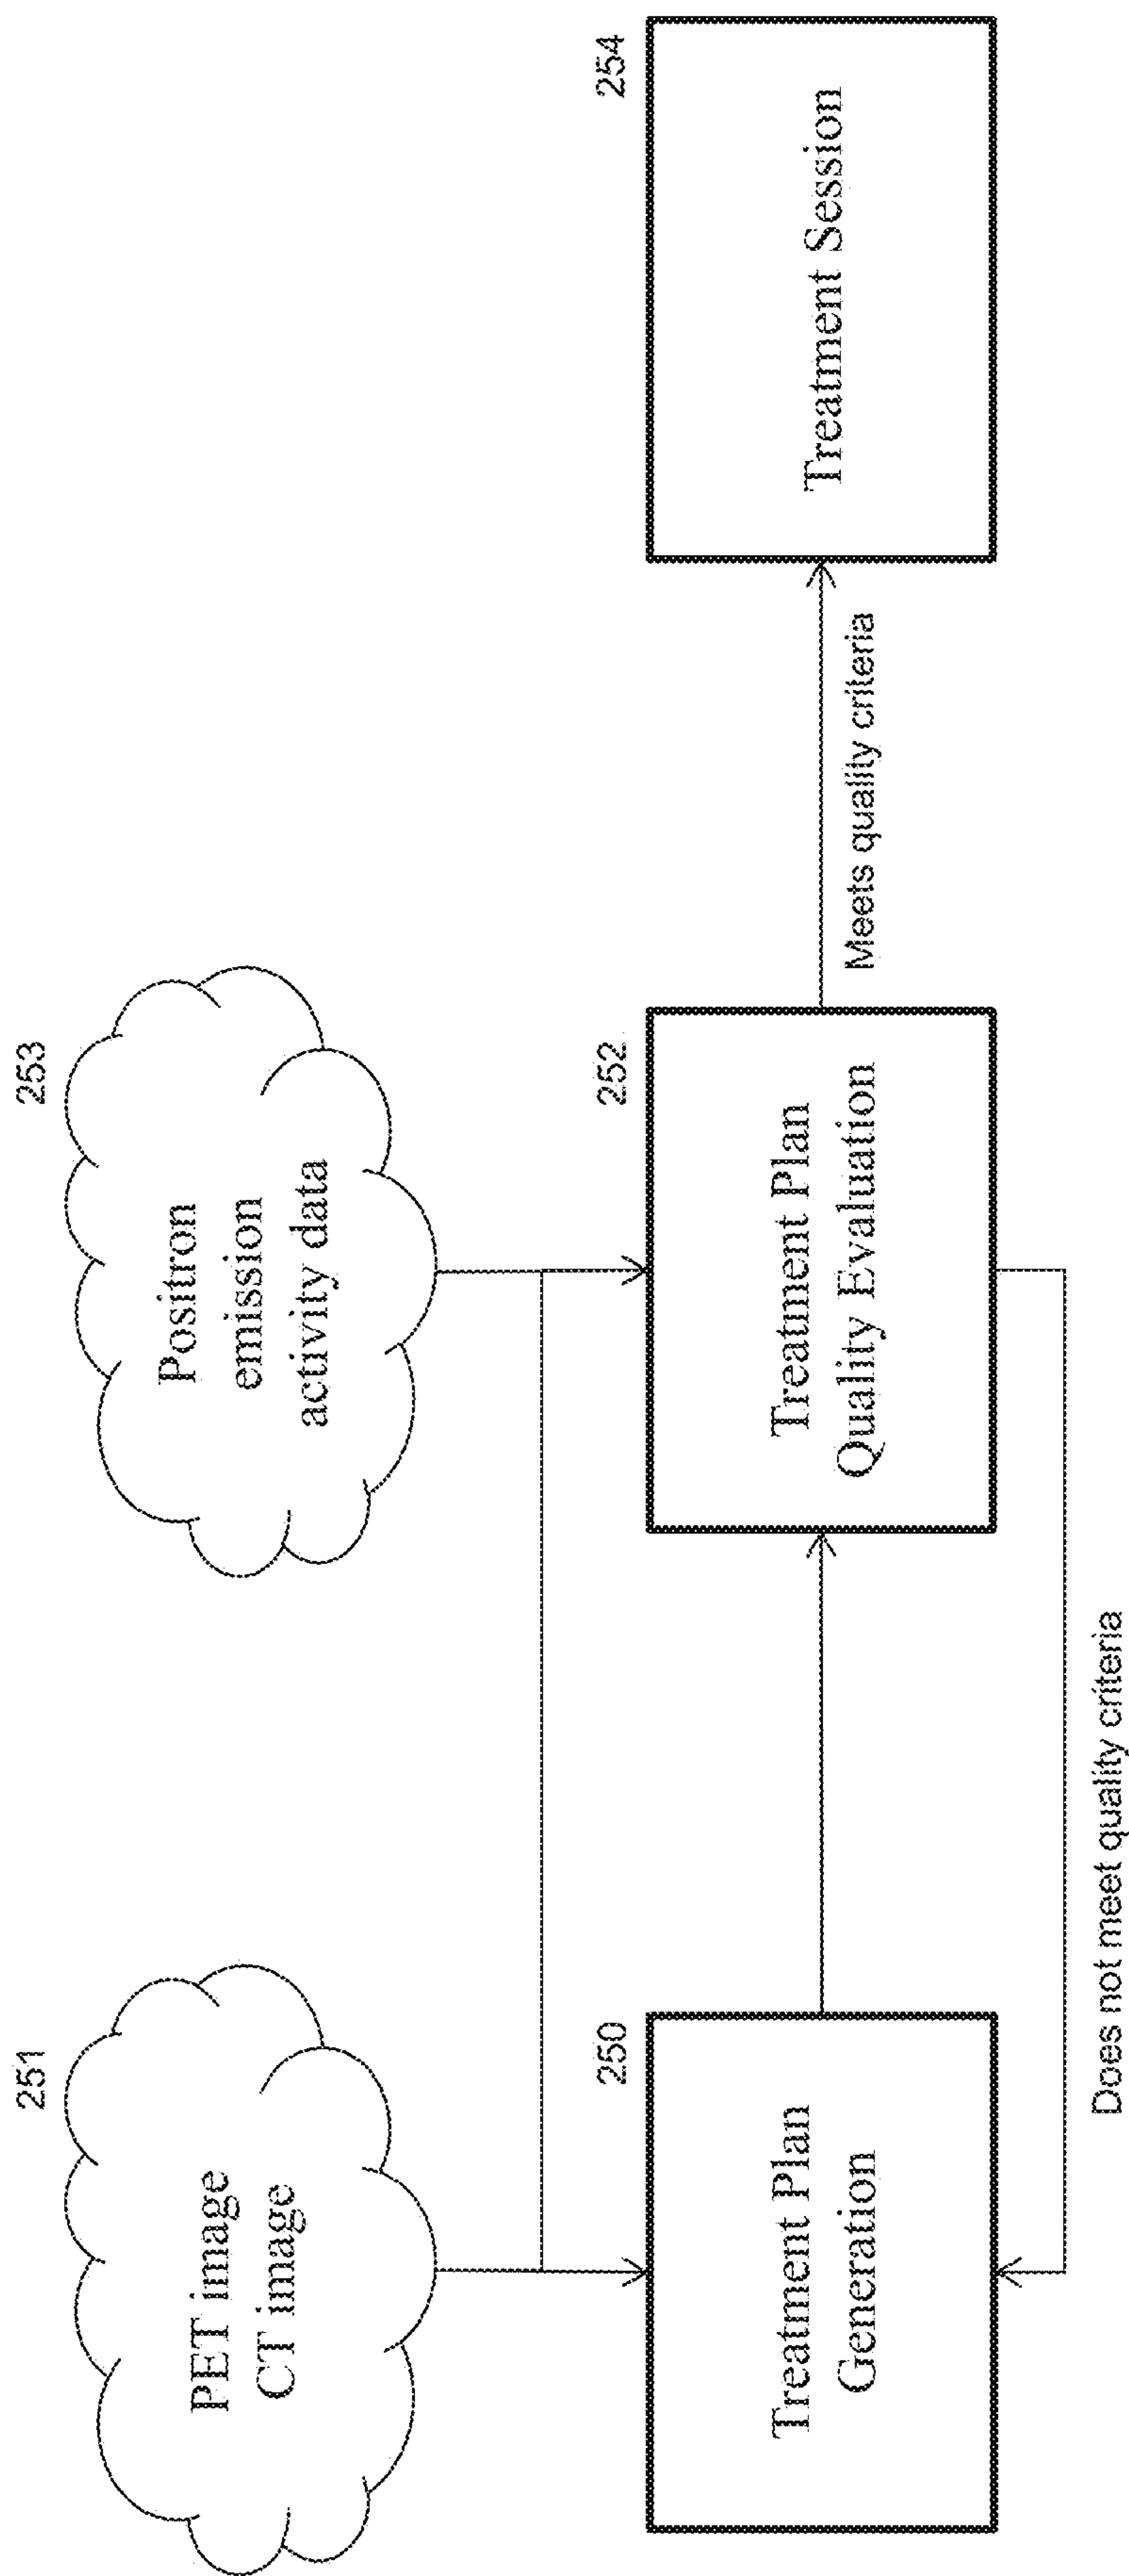 251
PET image
CT image
253
Positron
emission
activity data
250
Treatment Plan
Generation
252
Treatment Plan
Quality Evaluation
Meets quality criteria
254
Treatment Session
Does not meet quality criteria